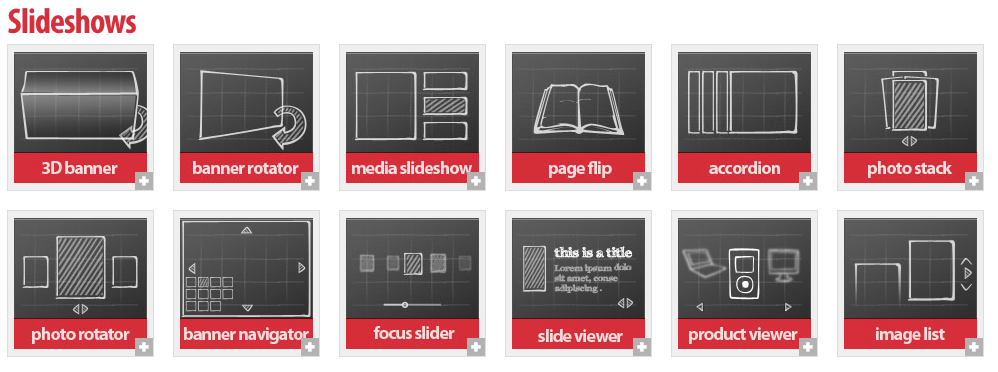 Slideshows
3D banner
banner rotator
media slideshow
page flip
accordion
photo stack
photo rotator
banner navigator
focus slider
this is a title
Lorem ipsum dolo
sit amet, conse
adipiscing .
slide viewer
product viewer
image list